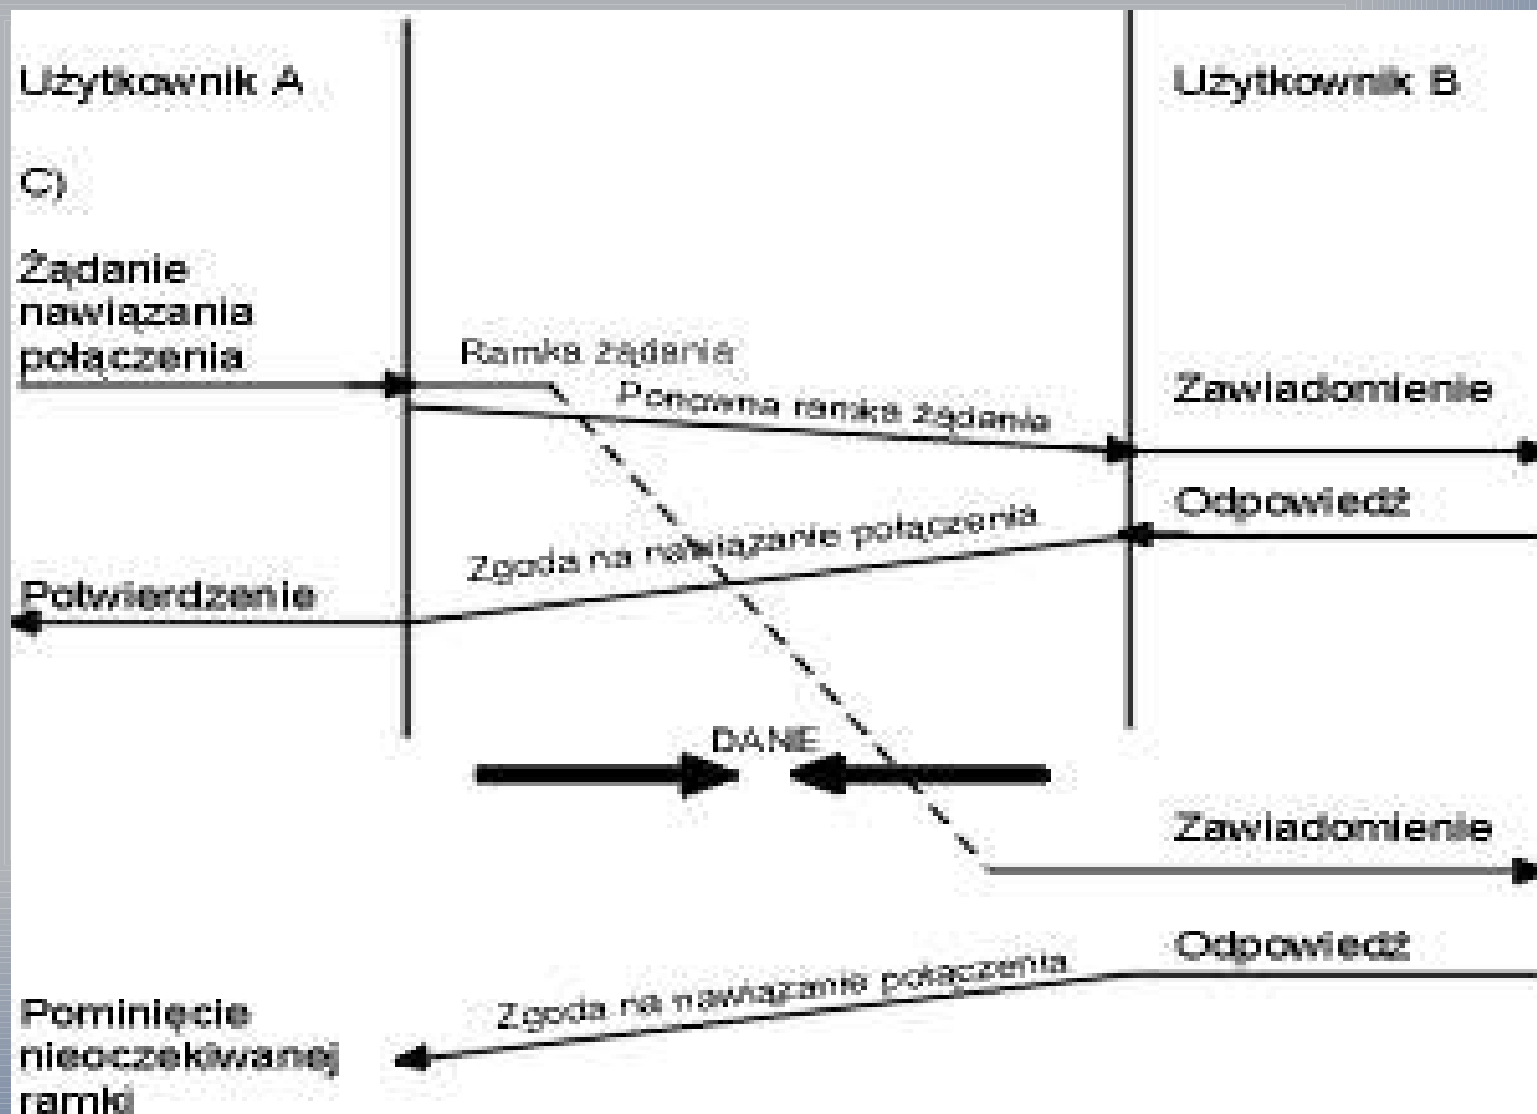 Użytkownik A
Użytkownik B
C)
Żądanie
nawiązania
połączenia
Ramka żądania
Ponowna ramka żądania
Zawiadomienie
Odpowiedź
Zgoda na nawiązanie połączenia
Potwierdzenie
DANE
Zawiadomienie
Odpowiedź
Zgoda na nawiązanie połączenia
Pominięcie
nieoczekiwanej
ramki